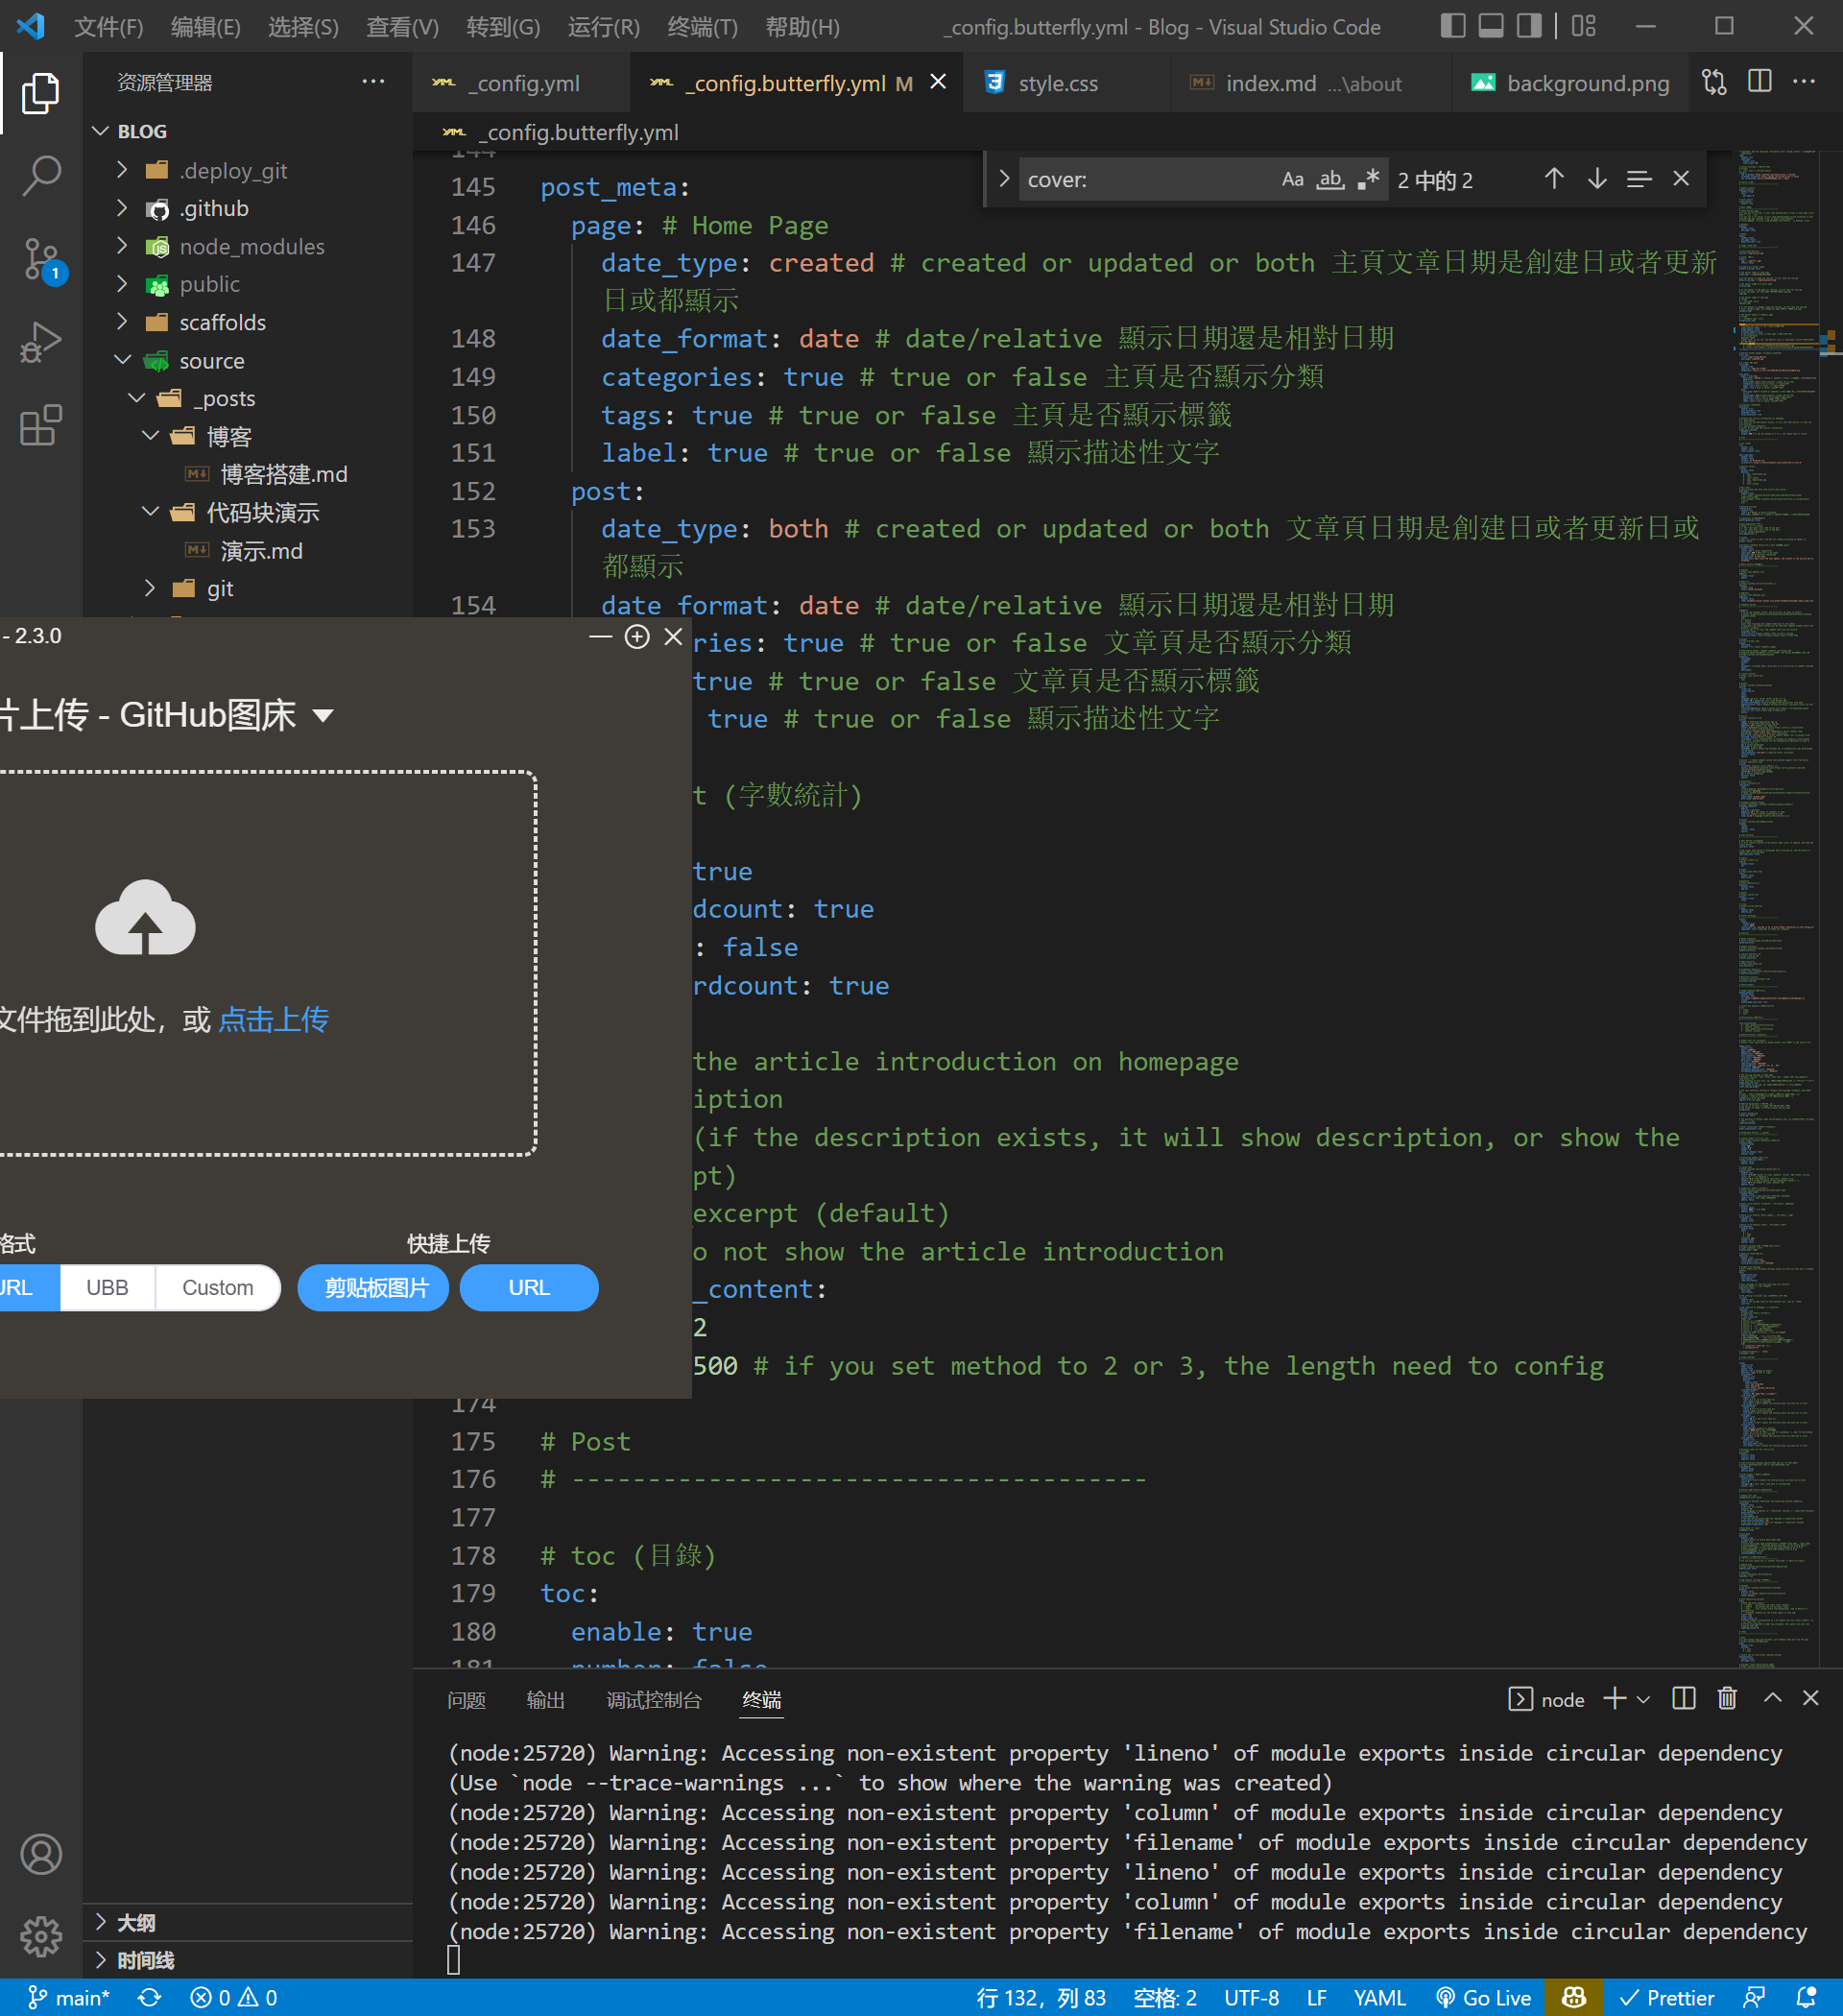 文件(F) 编辑(E) 选择(S) 查看(V) 转到(G) 运行(R) 终端(T) 帮助(H) _config.butterfly.yml - Blog - Visual Studio Code
资源管理器
_config.yml _config.butterfly.yml M style.css index.md ...\about background.png
_config.butterfly.yml
cover: Aa ab 2 中的 2
BLOG
.deploy_git
.github
node_modules
public
scaffolds
source
_posts
博客
博客搭建.md
代码块演示
演示.md
git
1
144
145 post_meta:
146 page: # Home Page
147 date_type: created # created or updated or both 主頁文章日期是創建日或者更新
日或都顯示
148 date_format: date # date/relative 顯示日期還是相對日期
149 categories: true # true or false 主頁是否顯示分類
150 tags: true # true or false 主頁是否顯示標籤
151 label: true # true or false 顯示描述性文字
152 post:
153 date_type: both # created or updated or both 文章頁日期是創建日或者更新日或
都顯示
154 date_format: date # date/relative 顯示日期還是相對日期
ries: true # true or false 文章頁是否顯示分類
true # true or false 文章頁是否顯示標籤
true # true or false 顯示描述性文字
t (字數統計)
true
dcount: true
: false
rdcount: true
the article introduction on homepage
iption
(if the description exists, it will show description, or show the
pt)
excerpt (default)
o not show the article introduction
_content:
2
500 # if you set method to 2 or 3, the length need to config
174
175 # Post
176 # --------------------------------------
177
178 # toc (目錄)
179 toc:
180 enable: true
181 number: false
- 2.3.0
片上传 - GitHub图床
文件拖到此处，或 点击上传
格式 快捷上传
URL UBB Custom 剪贴板图片 URL
问题 输出 调试控制台 终端 node
(node:25720) Warning: Accessing non-existent property 'lineno' of module exports inside circular dependency
(Use `node --trace-warnings ...` to show where the warning was created)
(node:25720) Warning: Accessing non-existent property 'column' of module exports inside circular dependency
(node:25720) Warning: Accessing non-existent property 'filename' of module exports inside circular dependency
(node:25720) Warning: Accessing non-existent property 'lineno' of module exports inside circular dependency
(node:25720) Warning: Accessing non-existent property 'column' of module exports inside circular dependency
(node:25720) Warning: Accessing non-existent property 'filename' of module exports inside circular dependency
大纲
时间线
main* 0 0 行 132，列 83 空格: 2 UTF-8 LF YAML Go Live Prettier